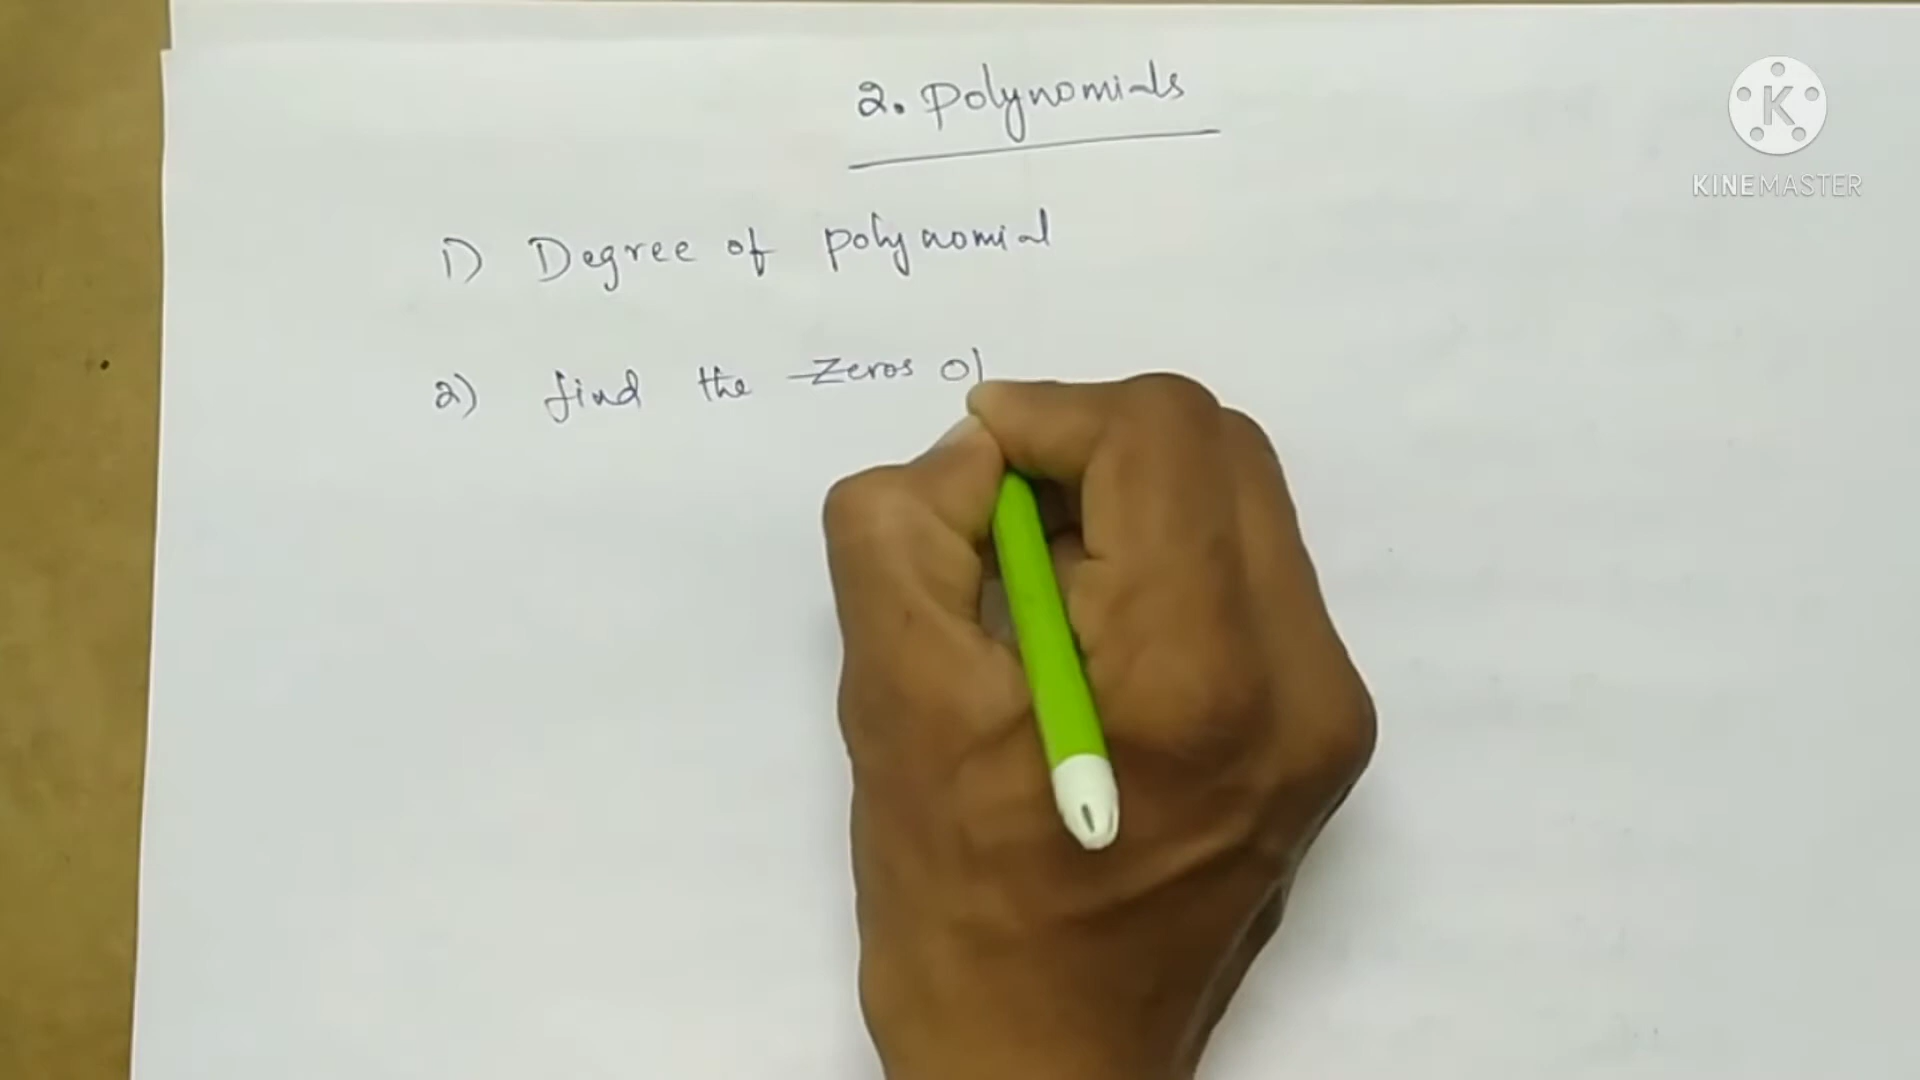 2. Polynomials
1) Degree of polynomial
2) find the Zeros of
KINEMASTER